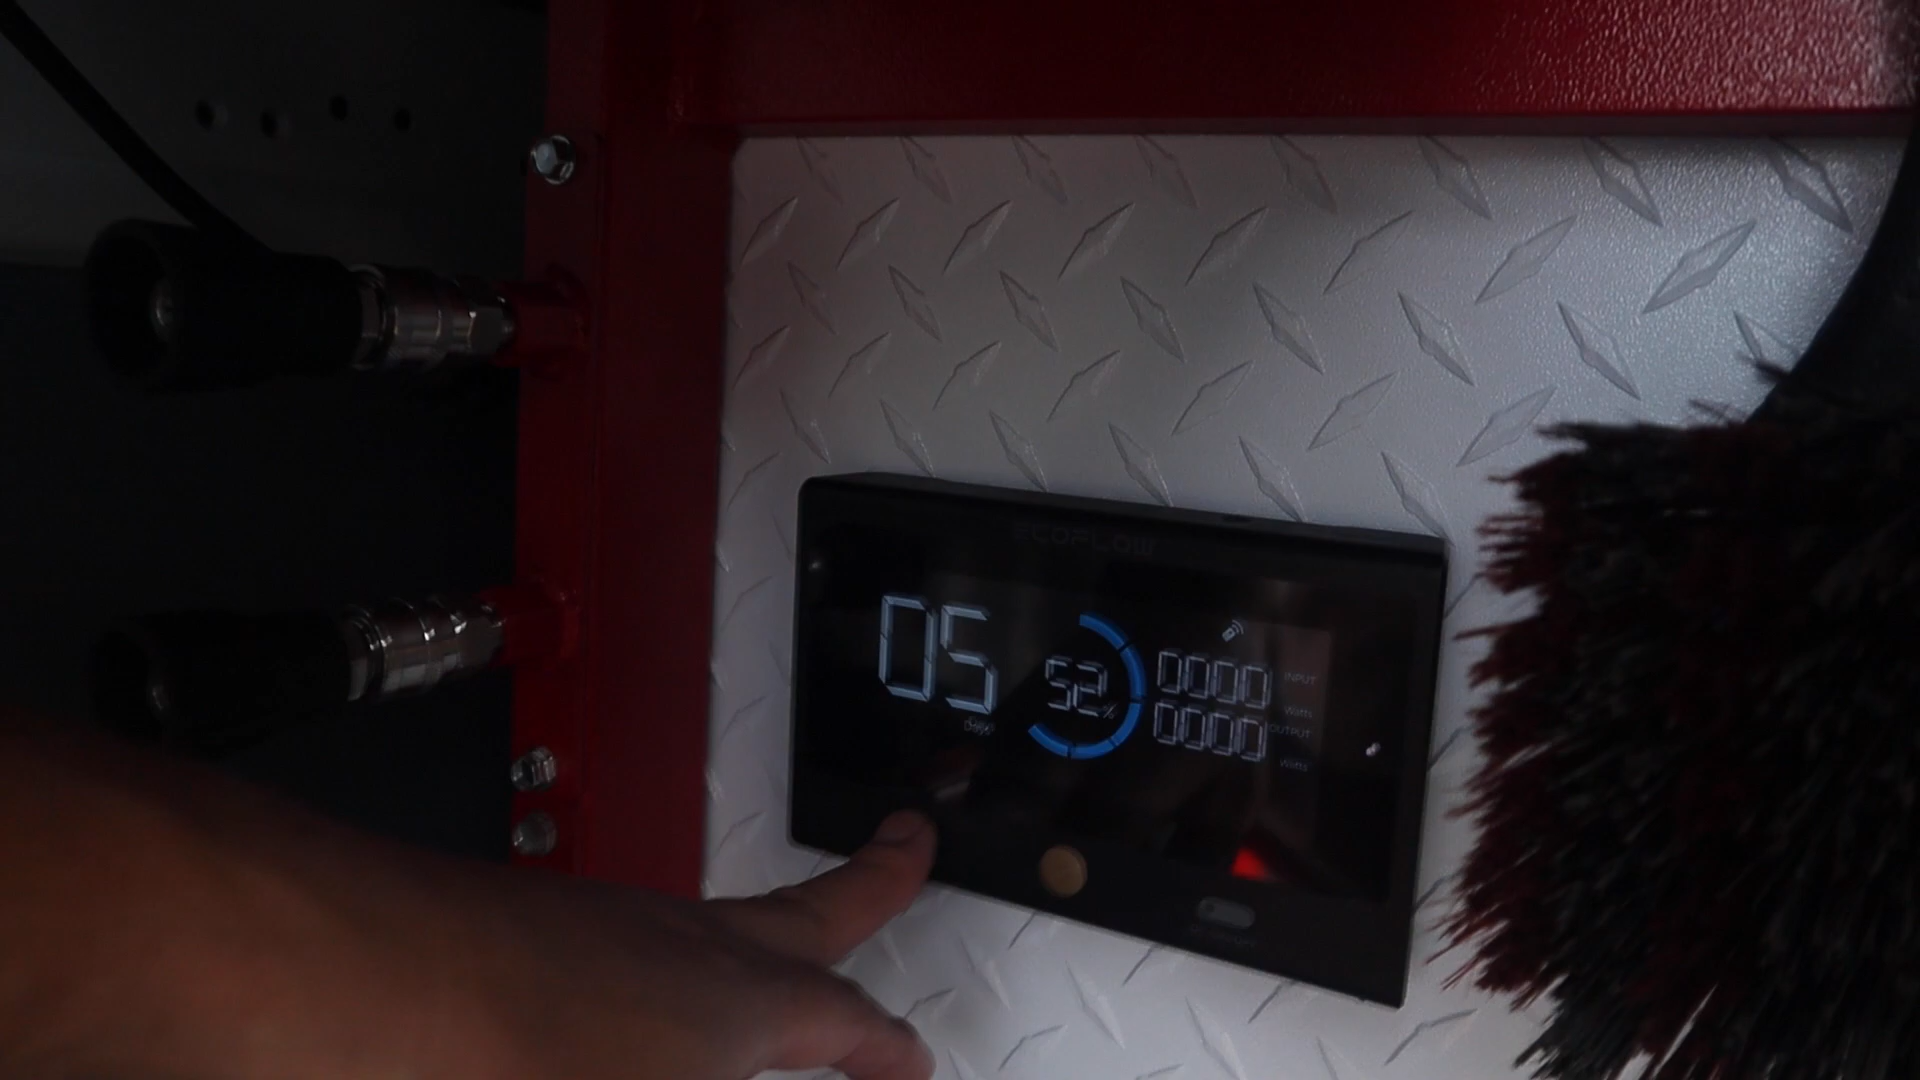 ECOFLOW
05
Days
52%
0000 INPUT
Watts
0000 OUTPUT
Watts